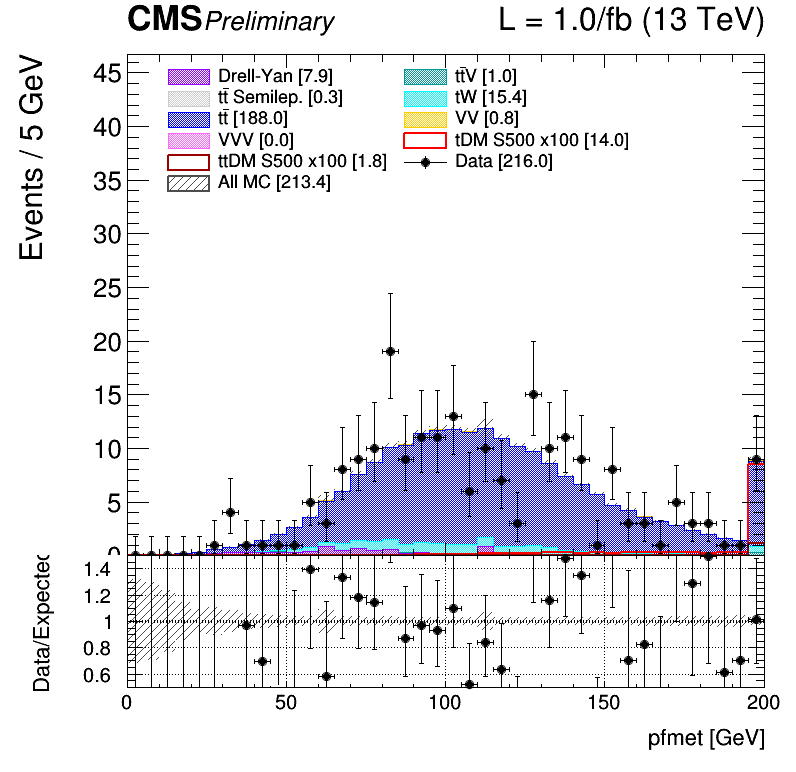 CMS Preliminary L = 1.0/fb (13 TeV)
Events / 5 GeV
45
40
35
30
25
20
15
10
5
0
Drell-Yan [7.9]
tt̄ Semilep. [0.3]
tt̄ [188.0]
VVV [0.0]
ttDM S500 x100 [1.8]
All MC [213.4]
tt̄V [1.0]
tW [15.4]
VV [0.8]
tDM S500 x100 [14.0]
Data [216.0]
Data/Expected
1.4
1.2
1
0.8
0.6
0 50 100 150 200
pfmet [GeV]